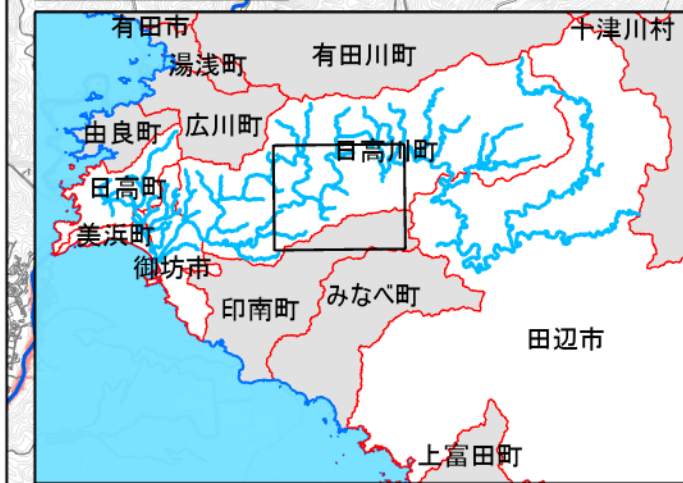 有田市
十津川村
有田川町
湯浅町
由良町
広川町
日高川町
日高町
美浜町
御坊市
印南町
みなべ町
田辺市
上富田町